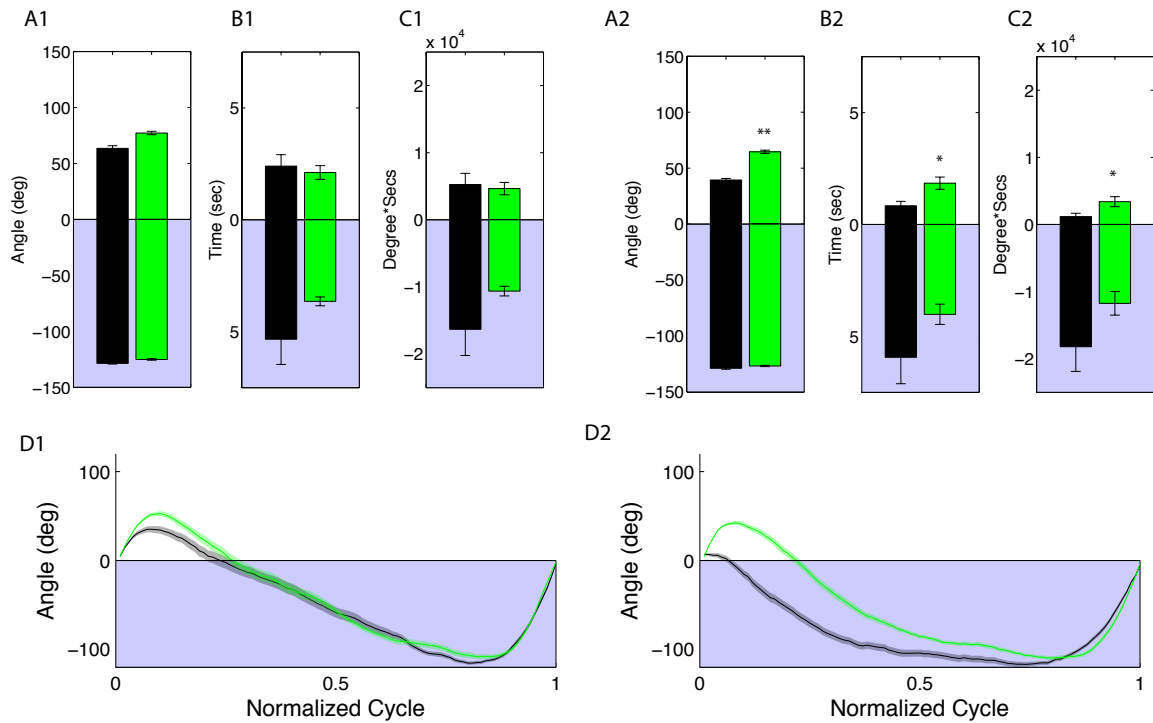 A1
B1
C1
A2
B2
C2
x 10^4
x 10^4
150
100
50
0
−50
−100
−150
Angle (deg)
5
0
5
Time (sec)
2
1
0
−1
−2
Degree*Secs
150
100
50
0
−50
−100
−150
Angle (deg)
**
5
0
5
Time (sec)
*
2
1
0
−1
−2
Degree*Secs
*
D1
100
0
−100
Angle (deg)
0
0.5
1
Normalized Cycle
D2
100
0
−100
Angle (deg)
0
0.5
1
Normalized Cycle